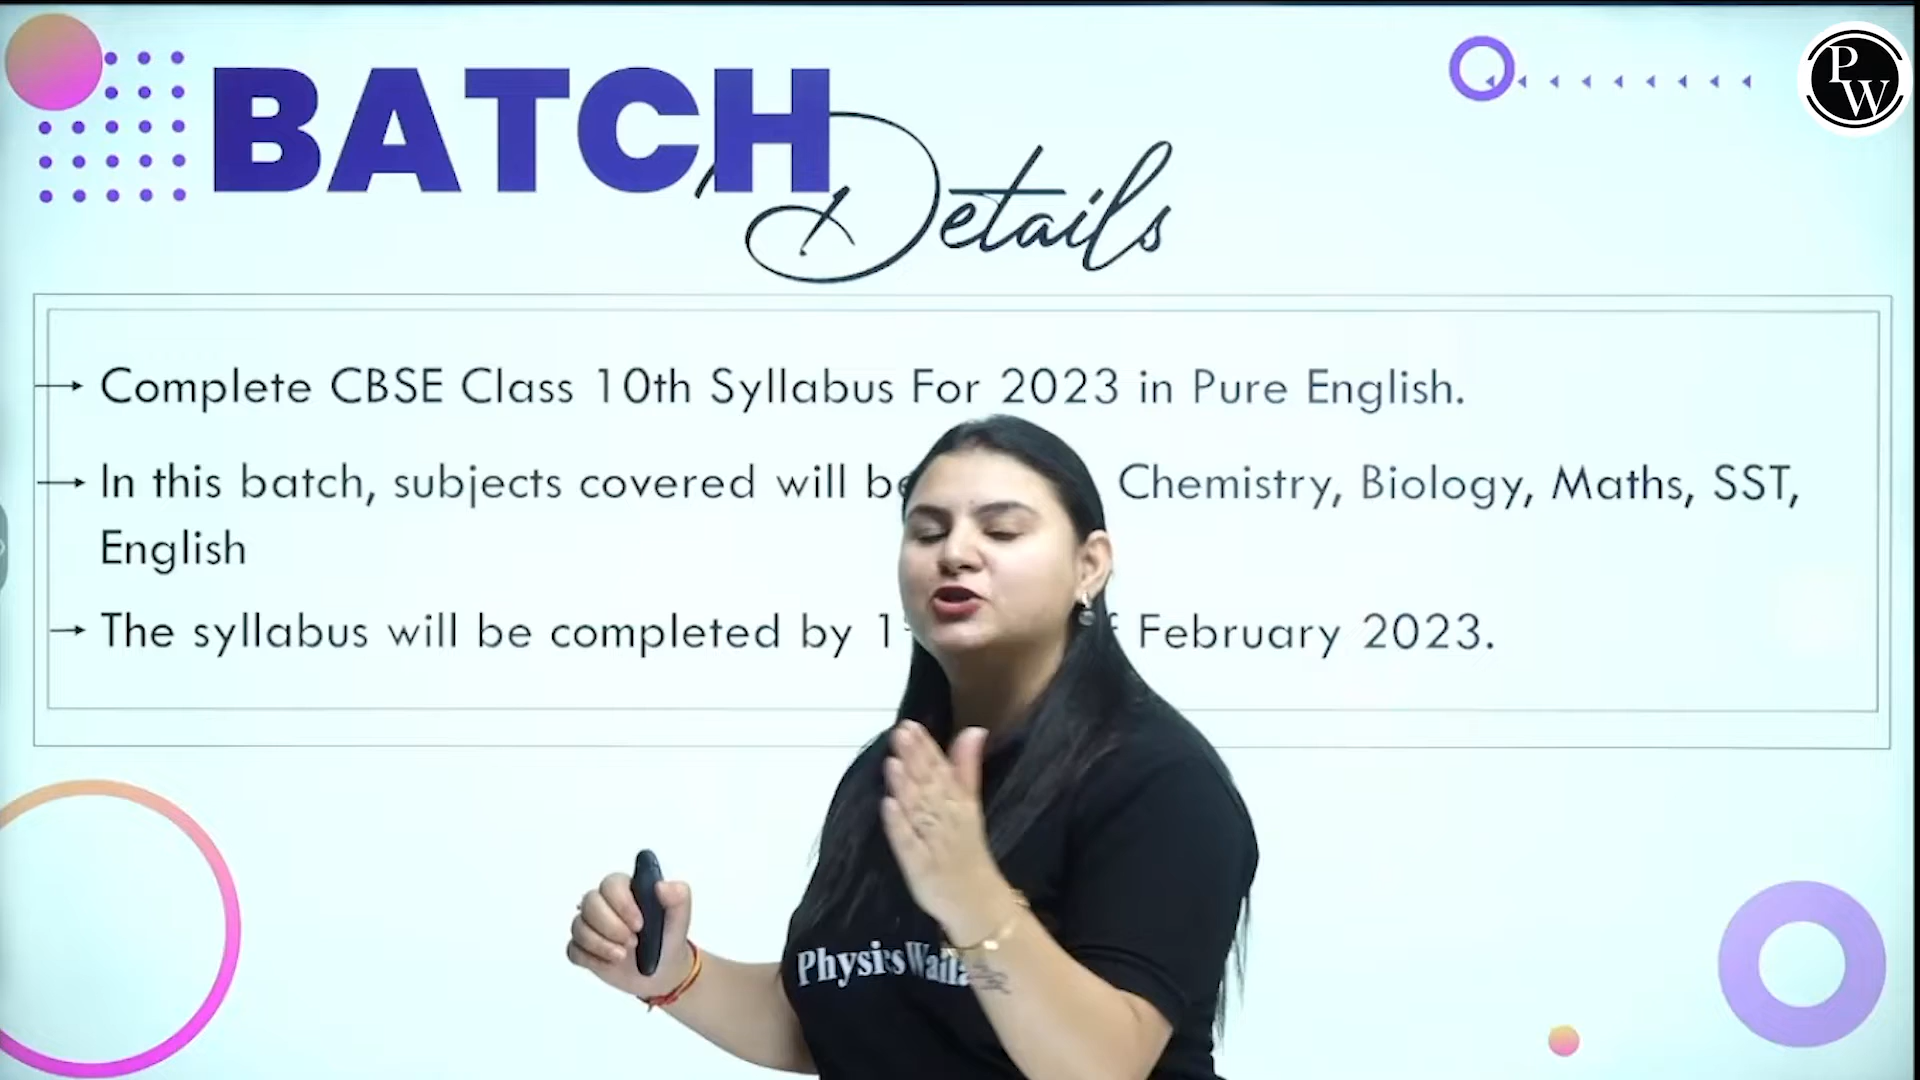 BATCH
Details
PW
Complete CBSE Class 10th Syllabus For 2023 in Pure English.
In this batch, subjects covered will be Chemistry, Biology, Maths, SST,
English
The syllabus will be completed by February 2023.
Physics